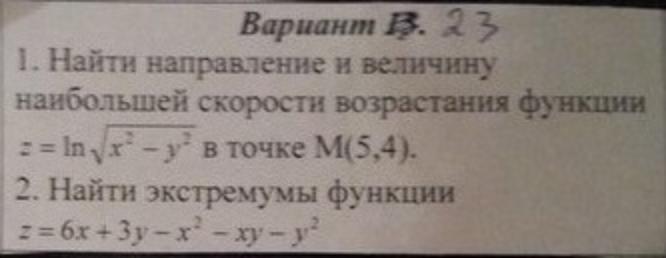 Вариант 13. 23
1. Найти направление и величину
наибольшей скорости возрастания функции
z = ln√(x² − y²) в точке М(5,4).
2. Найти экстремумы функции
z = 6x + 3y − x² − xy − y²